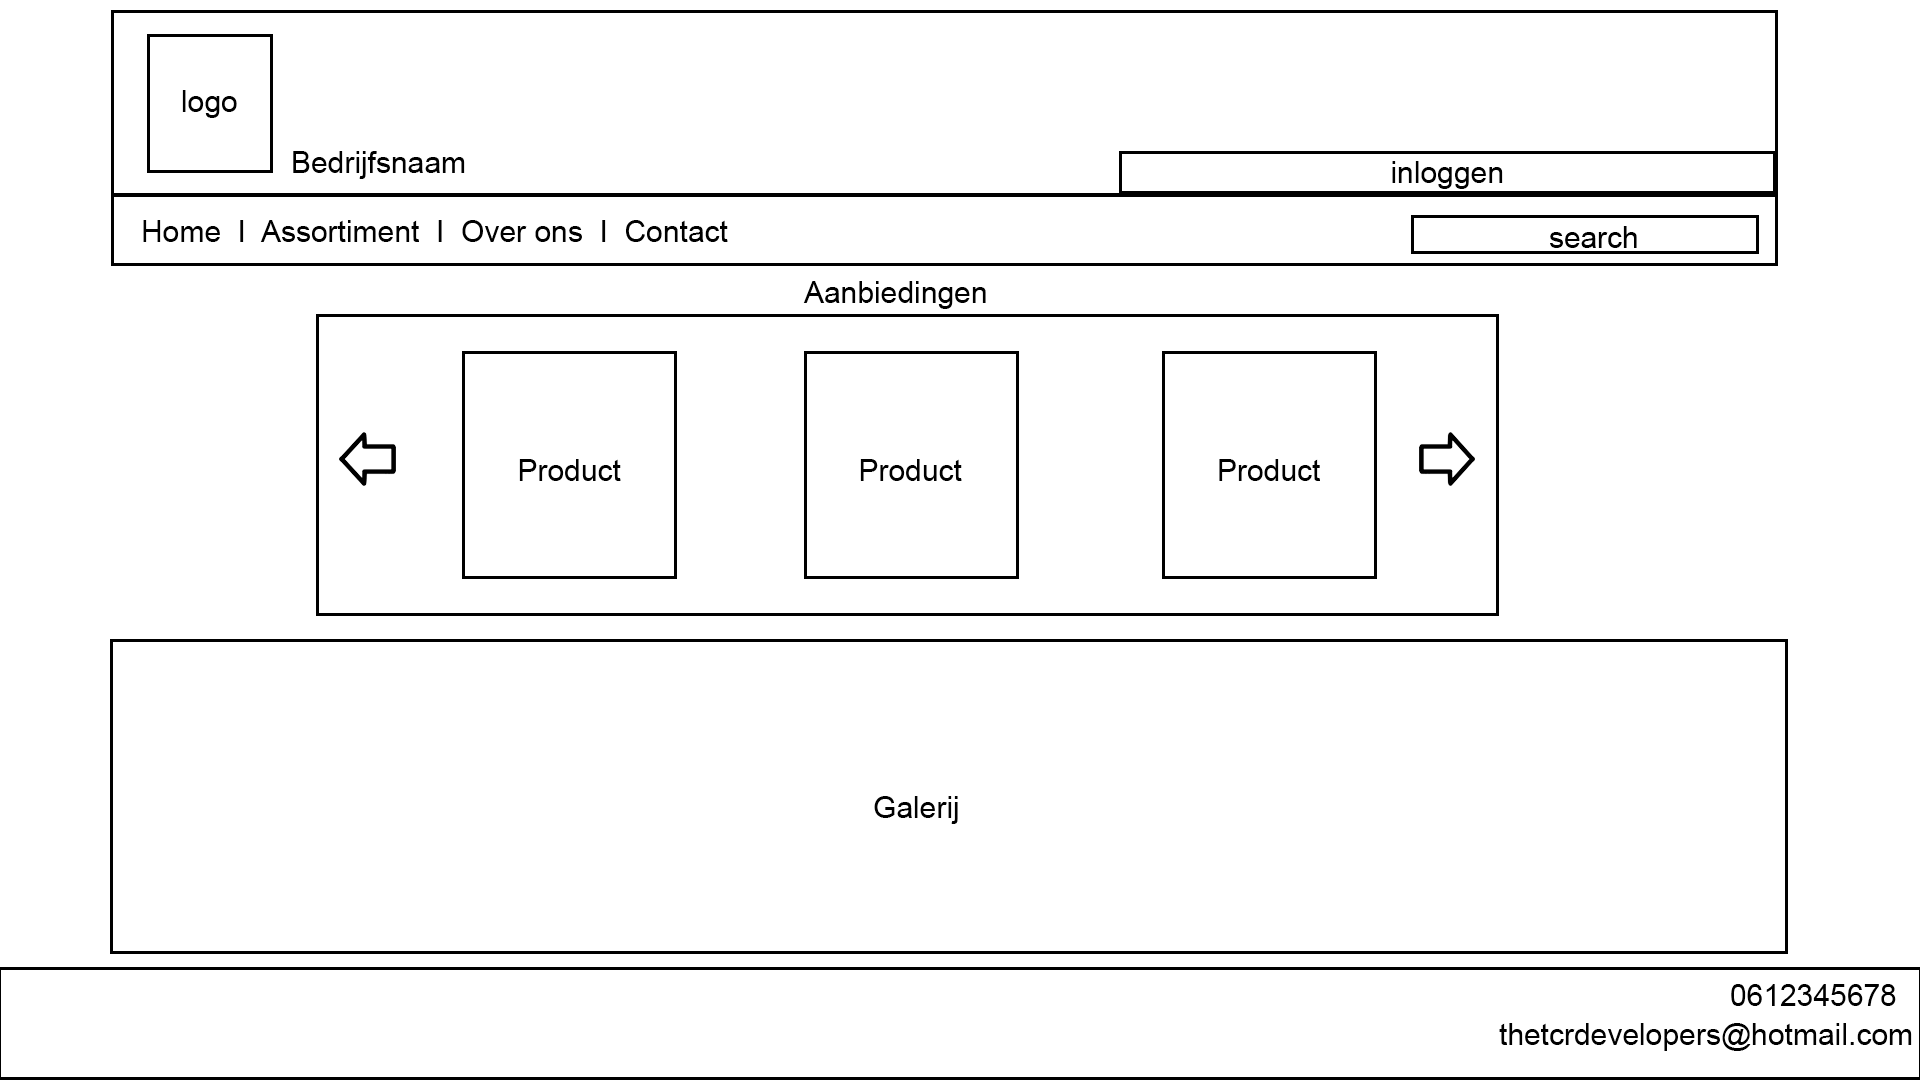 logo
Bedrijfsnaam
inloggen
Home I Assortiment I Over ons I Contact
search
Aanbiedingen
Product
Product
Product
Galerij
0612345678
thetcrdevelopers@hotmail.com